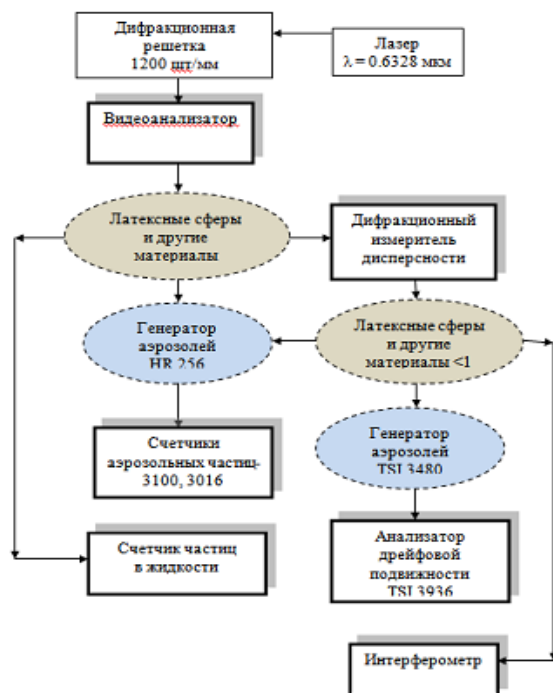 Дифракционная
решетка
1200 шт/мм
Лазер
λ = 0.6328 мкм
Видеоанализатор
Латексные сферы
и другие
материалы
Дифракционный
измеритель
дисперсности
Генератор
аэрозолей
HR 256
Латексные сферы
и другие
материалы <1
Счетчики
аэрозольных частиц-
3100, 3016
Генератор
аэрозолей
TSI 3480
Счетчик частиц
в жидкости
Анализатор
дрейфовой
подвижности
TSI 3936
Интерферометр